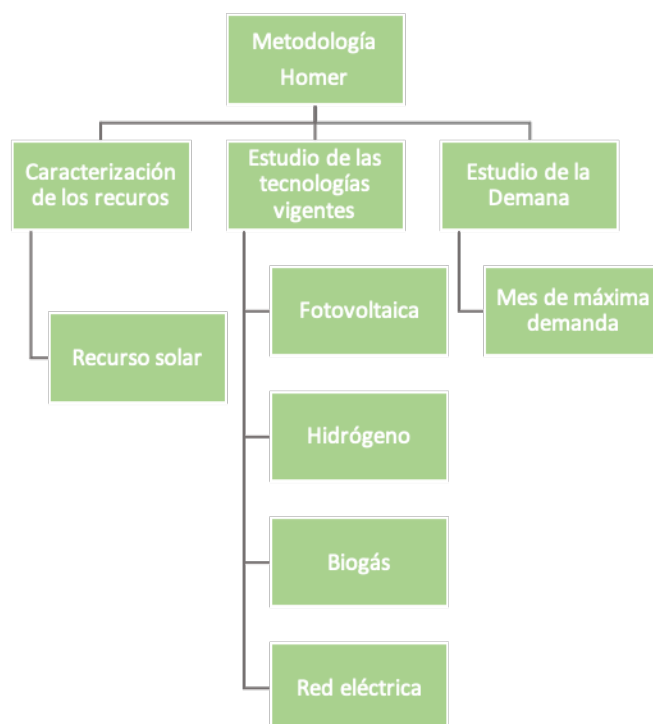 Metodología
Homer
Caracterización
de los recuros
Estudio de las
tecnologías
vigentes
Estudio de la
Demana
Fotovoltaica
Mes de máxima
demanda
Recurso solar
Hidrógeno
Biogás
Red eléctrica